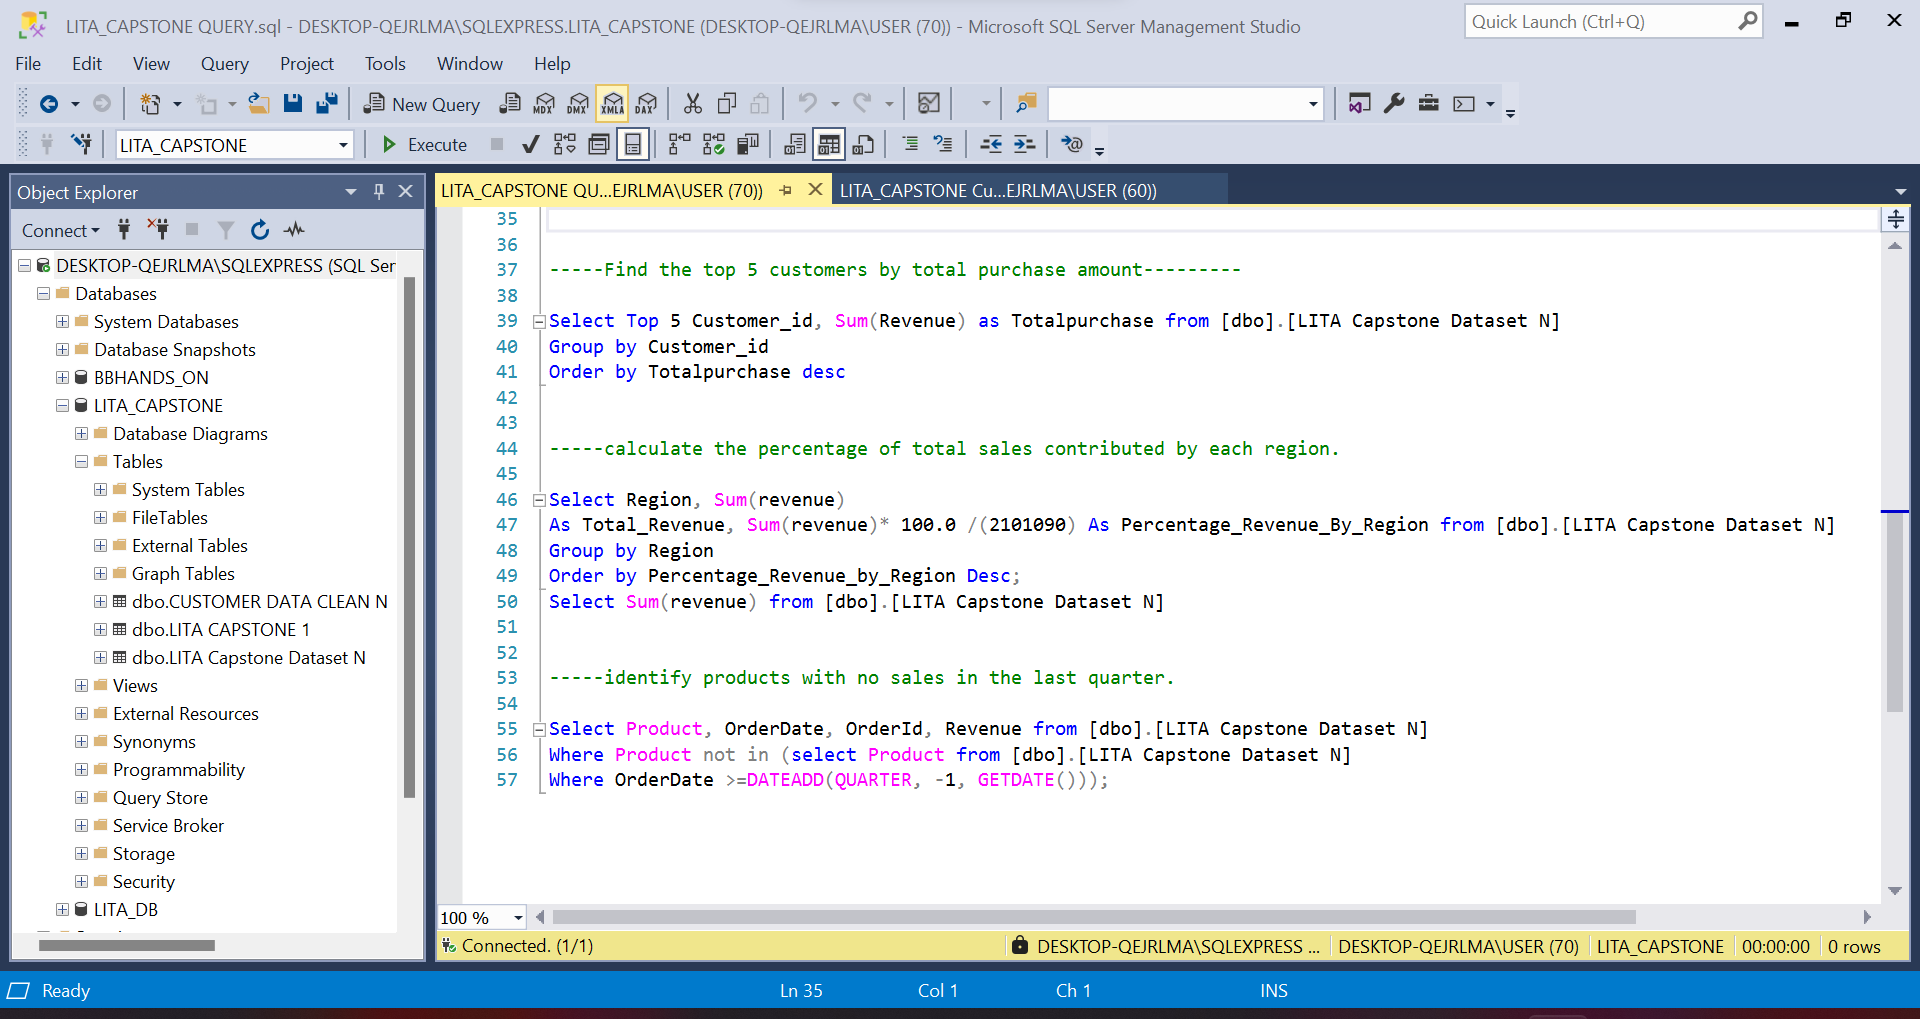 LITA_CAPSTONE QUERY.sql - DESKTOP-QEJRLMA\SQLEXPRESS.LITA_CAPSTONE (DESKTOP-QEJRLMA\USER (70)) - Microsoft SQL Server Management Studio
Quick Launch (Ctrl+Q)
File Edit View Query Project Tools Window Help
New Query MDX DMX XMLA DAX
LITA_CAPSTONE Execute
Object Explorer
Connect
DESKTOP-QEJRLMA\SQLEXPRESS (SQL Ser
Databases
System Databases
Database Snapshots
BBHANDS_ON
LITA_CAPSTONE
Database Diagrams
Tables
System Tables
FileTables
External Tables
Graph Tables
dbo.CUSTOMER DATA CLEAN N
dbo.LITA CAPSTONE 1
dbo.LITA Capstone Dataset N
Views
External Resources
Synonyms
Programmability
Query Store
Service Broker
Storage
Security
LITA_DB
LITA_CAPSTONE QU...EJRLMA\USER (70)) LITA_CAPSTONE Cu...EJRLMA\USER (60))
35
36
37 -----Find the top 5 customers by total purchase amount---------
38
39 Select Top 5 Customer_id, Sum(Revenue) as Totalpurchase from [dbo].[LITA Capstone Dataset N]
40 Group by Customer_id
41 Order by Totalpurchase desc
42
43
44 -----calculate the percentage of total sales contributed by each region.
45
46 Select Region, Sum(revenue)
47 As Total_Revenue, Sum(revenue)* 100.0 /(2101090) As Percentage_Revenue_By_Region from [dbo].[LITA Capstone Dataset N]
48 Group by Region
49 Order by Percentage_Revenue_by_Region Desc;
50 Select Sum(revenue) from [dbo].[LITA Capstone Dataset N]
51
52
53 -----identify products with no sales in the last quarter.
54
55 Select Product, OrderDate, OrderId, Revenue from [dbo].[LITA Capstone Dataset N]
56 Where Product not in (select Product from [dbo].[LITA Capstone Dataset N]
57 Where OrderDate >=DATEADD(QUARTER, -1, GETDATE()));
100 %
Connected. (1/1) DESKTOP-QEJRLMA\SQLEXPRESS ... DESKTOP-QEJRLMA\USER (70) LITA_CAPSTONE 00:00:00 0 rows
Ready Ln 35 Col 1 Ch 1 INS